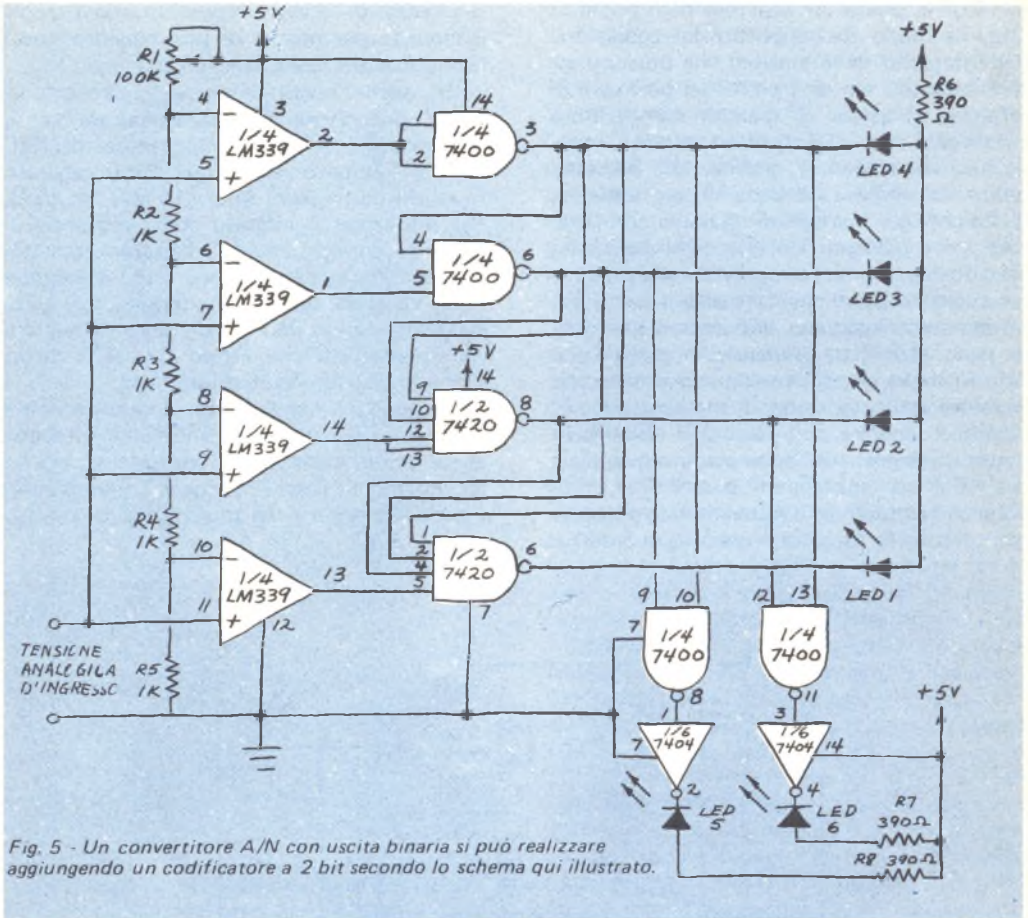 +5V
R1
100K
4
−
3
1/4
LM339
2
5
+
14
1
1/4
7400
3
2
+5V
R6
390
Ω
LED 4
R2
1K
6
−
1/4
LM339
1
7
+
4
1/4
7400
6
5
LED 3
R3
1K
8
−
1/4
LM339
14
9
+
+5V
14
9
10
12
13
1/2
7420
8
LED 2
R4
1K
10
−
1/4
LM339
13
11
+
12
1
2
4
5
1/2
7420
6
7
LED 1
TENSIONE
ANALOGICA
D'INGRESSO
R5
1K
9
10
12
13
7
1/4
7400
1/4
7400
8
11
+5V
1
3
7
1/6
7404
1/6
7404
14
2
4
LED
5
LED
6
R7
390Ω
R8
390Ω
Fig. 5 - Un convertitore A/N con uscita binaria si può realizzare
aggiungendo un codificatore a 2 bit secondo lo schema qui illustrato.